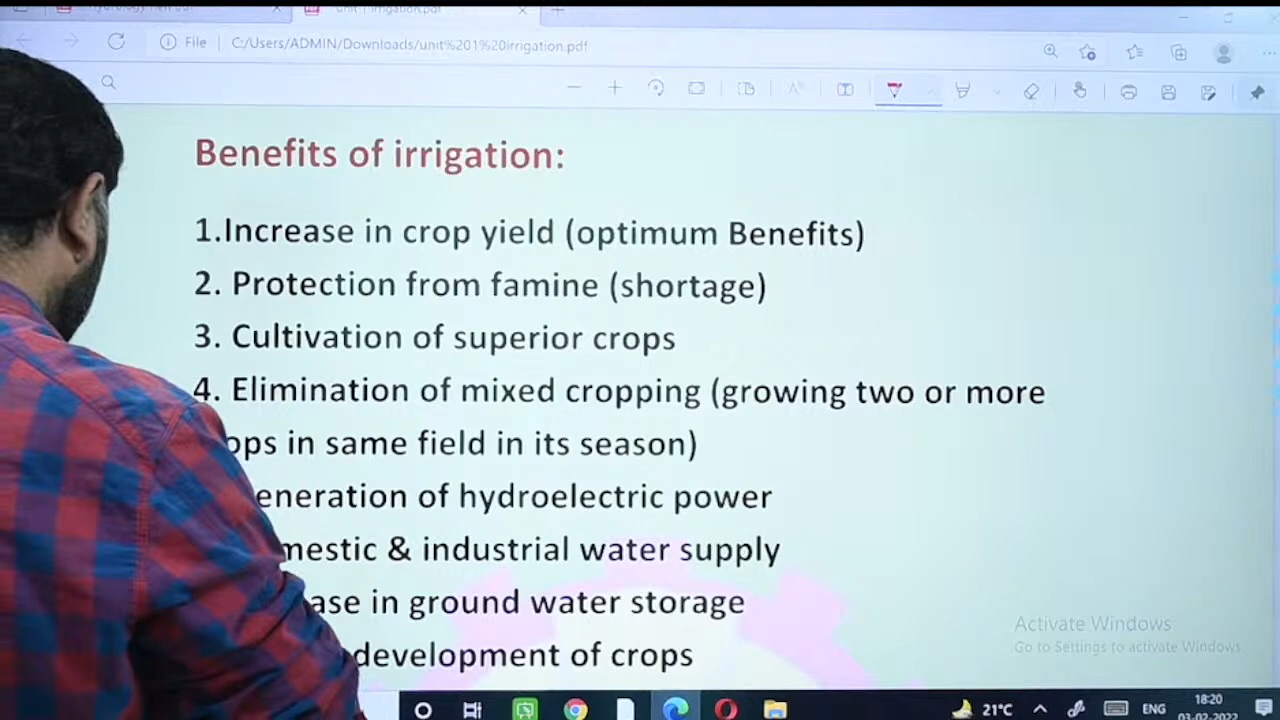 File
C:/Users/ADMIN/Downloads/unit%201%20irrigation.pdf
Benefits of irrigation:
1.Increase in crop yield (optimum Benefits)
2. Protection from famine (shortage)
3. Cultivation of superior crops
4. Elimination of mixed cropping (growing two or more
ops in same field in its season)
eneration of hydroelectric power
mestic & industrial water supply
ase in ground water storage
development of crops
Activate Windows
Go to Settings to activate Windows.
21°C
ENG
18:20
03-02-2022